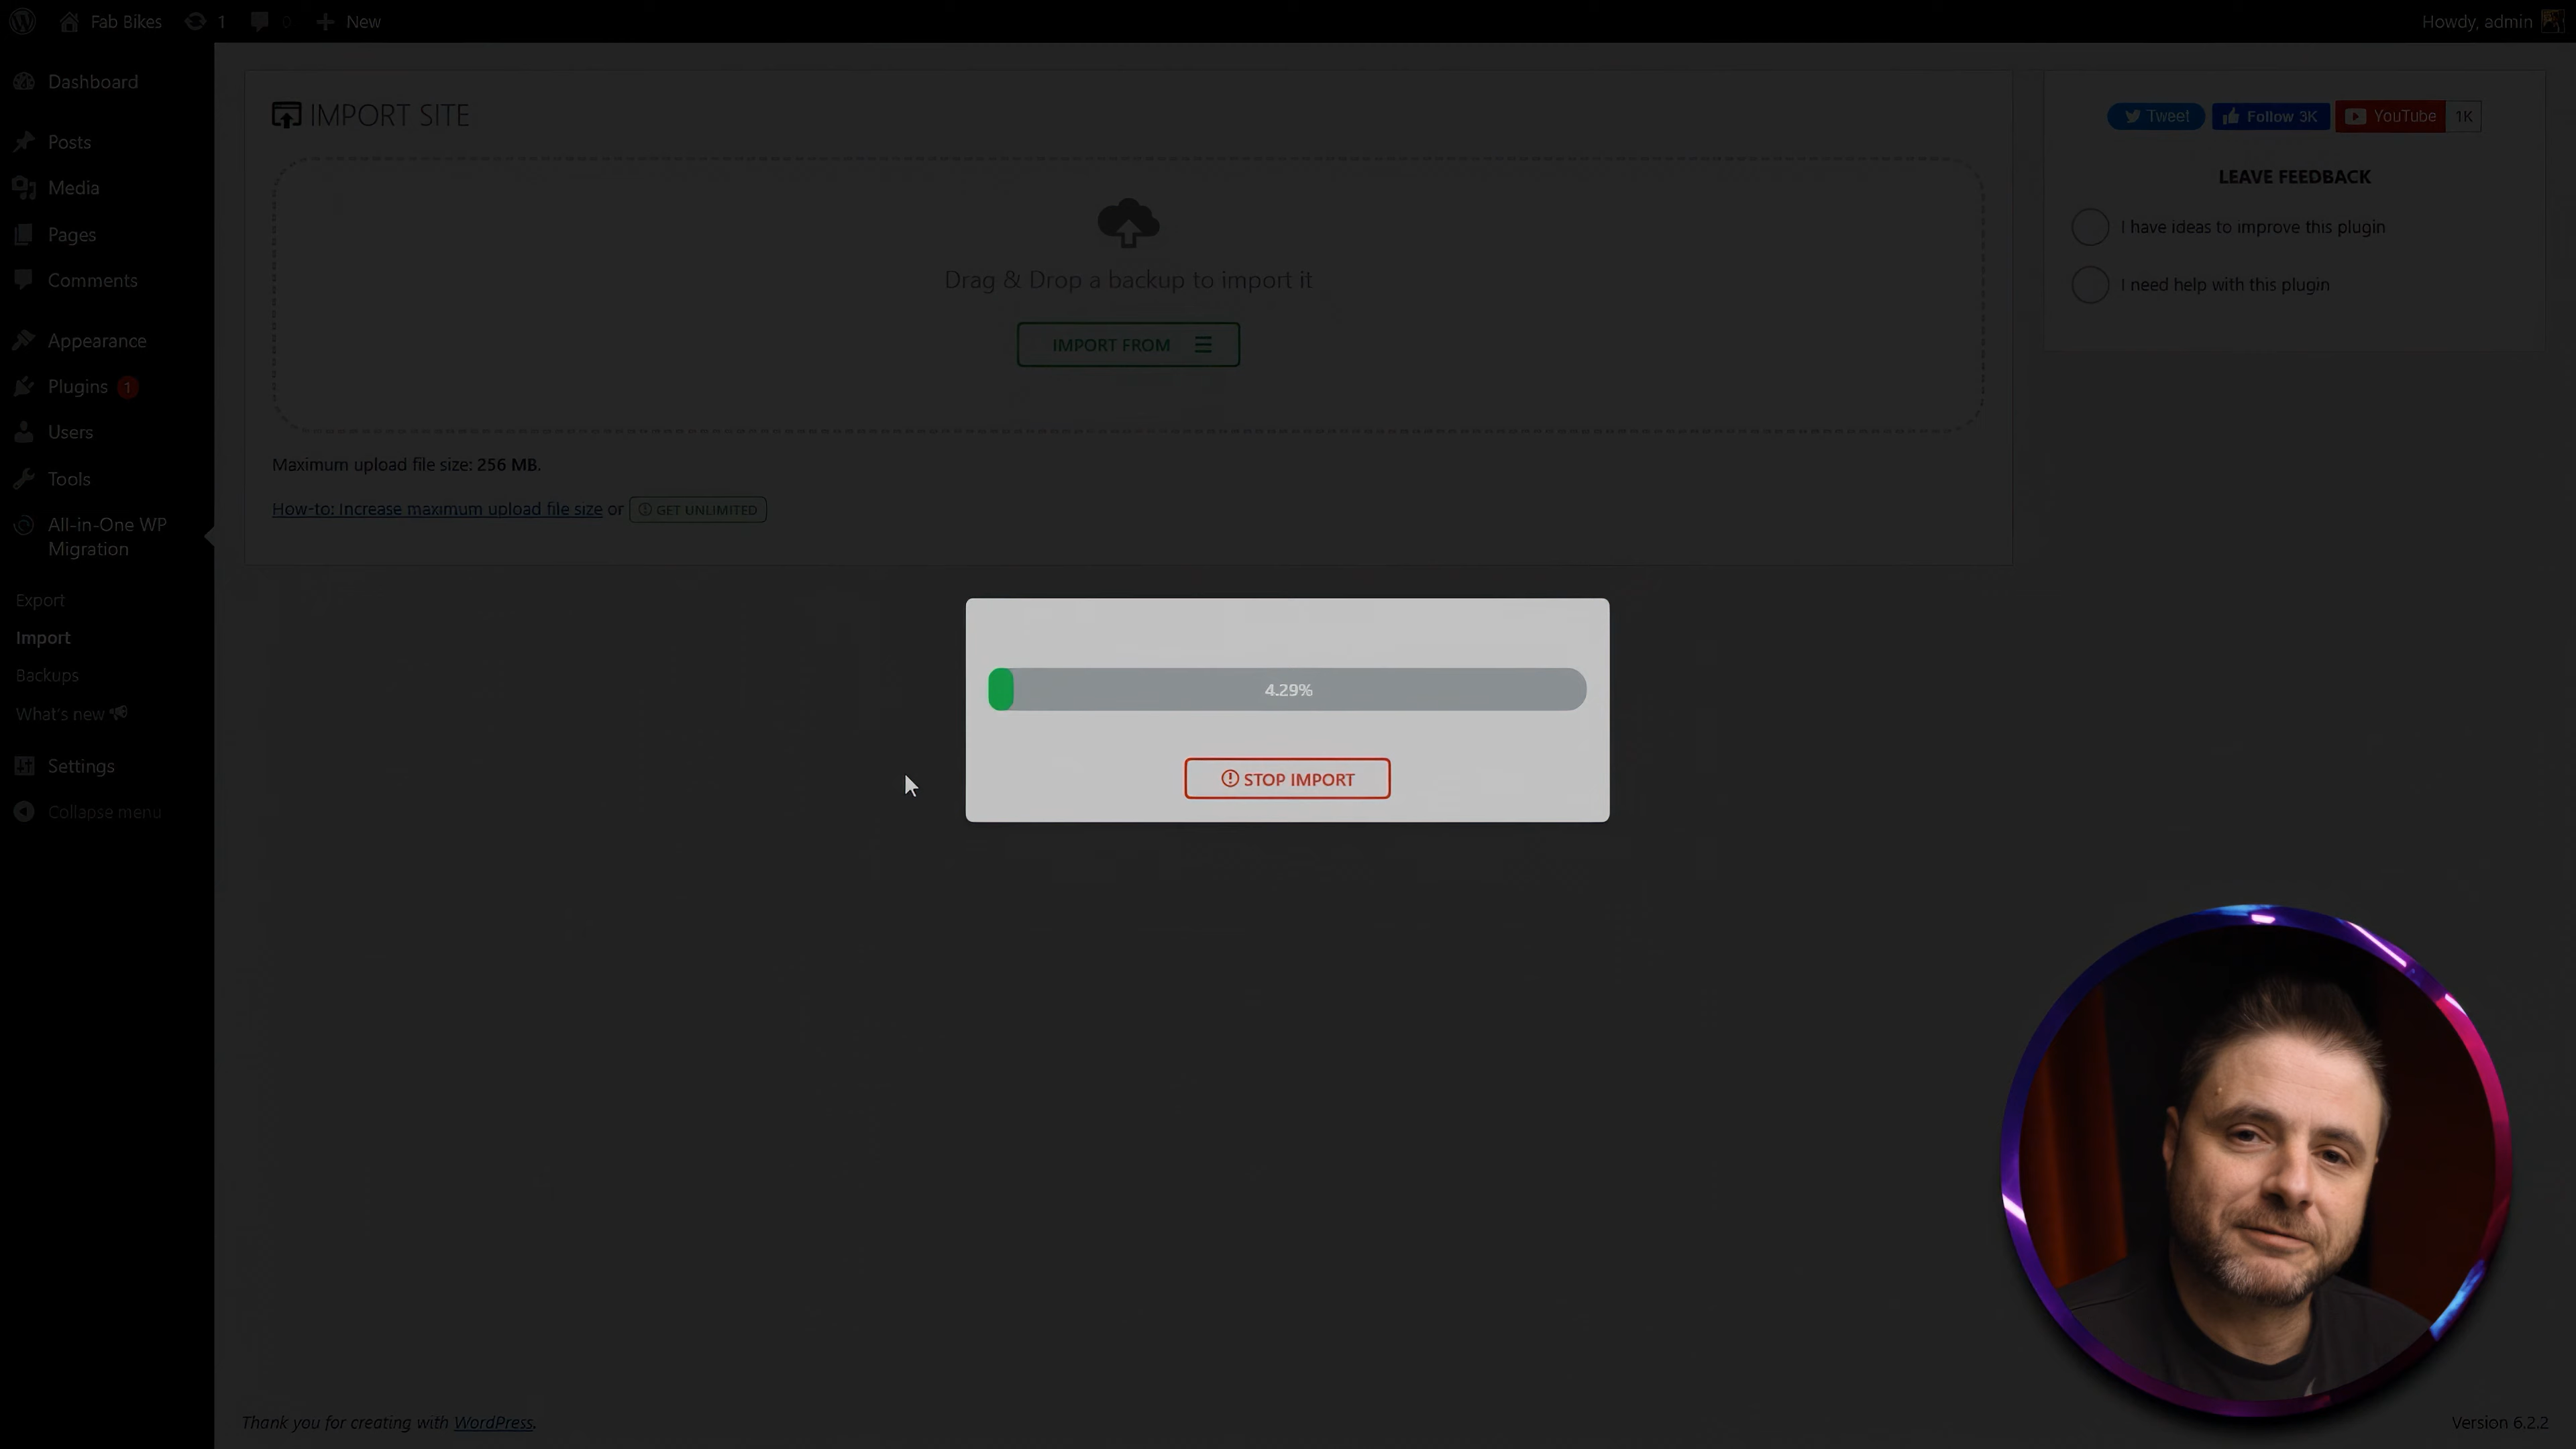 Fab Bikes 1 0 New
Howdy, admin
Dashboard
Posts
Media
Pages
Comments
Appearance
Plugins 1
Users
Tools
All-in-One WP
Migration
Export
Import
Backups
What's new
Settings
Collapse menu
IMPORT SITE
Drag & Drop a backup to import it
IMPORT FROM
Maximum upload file size: 256 MB.
How-to: Increase maximum upload file size or GET UNLIMITED
Tweet Follow 3K YouTube 1K
LEAVE FEEDBACK
I have ideas to improve this plugin
I need help with this plugin
4.29%
STOP IMPORT
Thank you for creating with WordPress.
Version 6.2.2